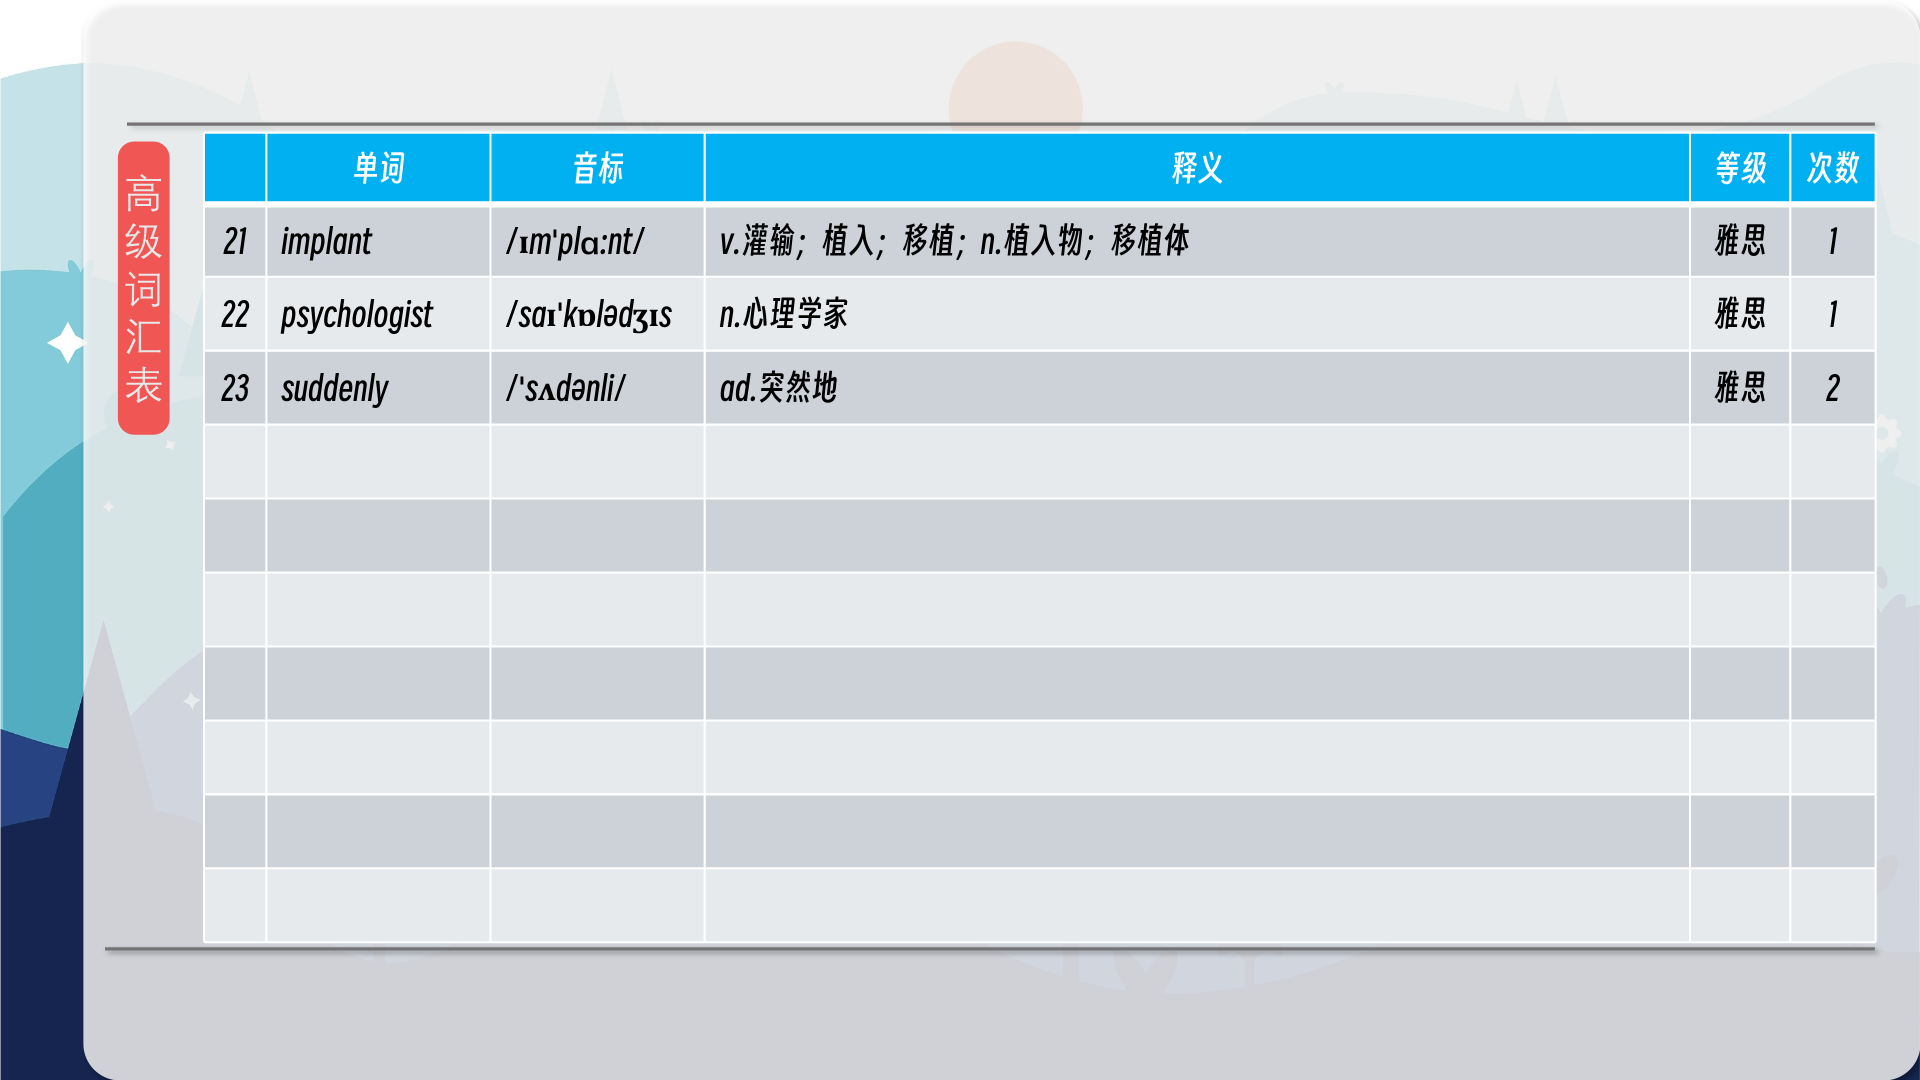 高级词汇表
单词 音标 释义 等级 次数
21 implant /ɪm'plɑ:nt/ v.灌输；植入；移植；n.植入物；移植体 雅思 1
22 psychologist /saɪ'kɒlədʒɪs n.心理学家 雅思 1
23 suddenly /'sʌdənli/ ad.突然地 雅思 2